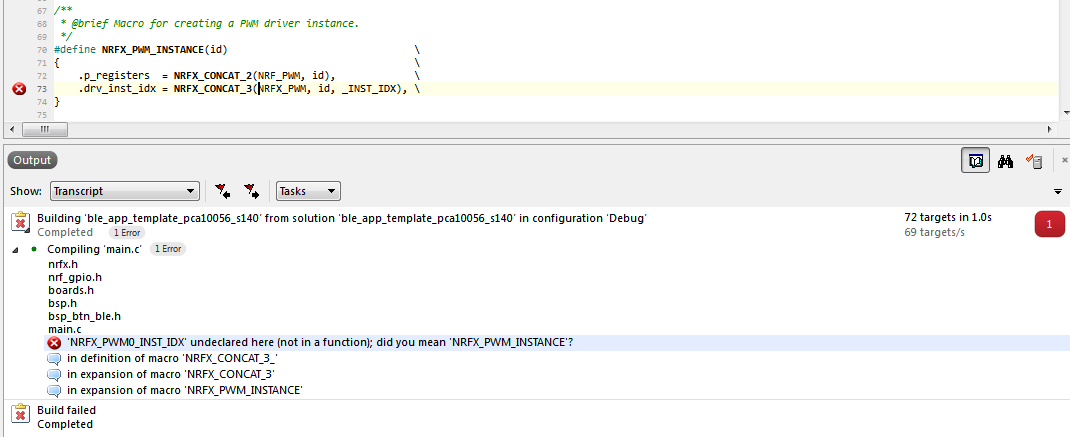 67 /**
68 * @brief Macro for creating a PWM driver instance.
69 */
70 #define NRFX_PWM_INSTANCE(id) \
71 { \
72 .p_registers = NRFX_CONCAT_2(NRF_PWM, id), \
73 .drv_inst_idx = NRFX_CONCAT_3(NRFX_PWM, id, _INST_IDX), \
74 }
75
Output
Show: Transcript Tasks
Building 'ble_app_template_pca10056_s140' from solution 'ble_app_template_pca10056_s140' in configuration 'Debug' 72 targets in 1.0s 1
Completed 1 Error 69 targets/s
Compiling 'main.c' 1 Error
nrfx.h
nrf_gpio.h
boards.h
bsp.h
bsp_btn_ble.h
main.c
'NRFX_PWM0_INST_IDX' undeclared here (not in a function); did you mean 'NRFX_PWM_INSTANCE'?
in definition of macro 'NRFX_CONCAT_3_'
in expansion of macro 'NRFX_CONCAT_3'
in expansion of macro 'NRFX_PWM_INSTANCE'
Build failed
Completed